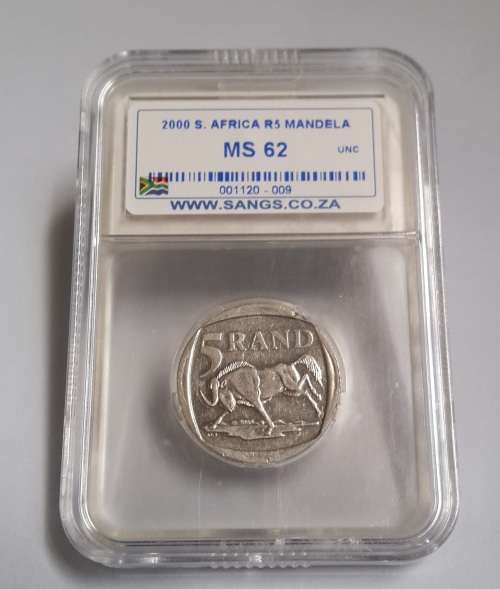 2000 S. AFRICA R5 MANDELA
MS 62 UNC
001120 - 009
WWW.SANGS.CO.ZA
5 RAND